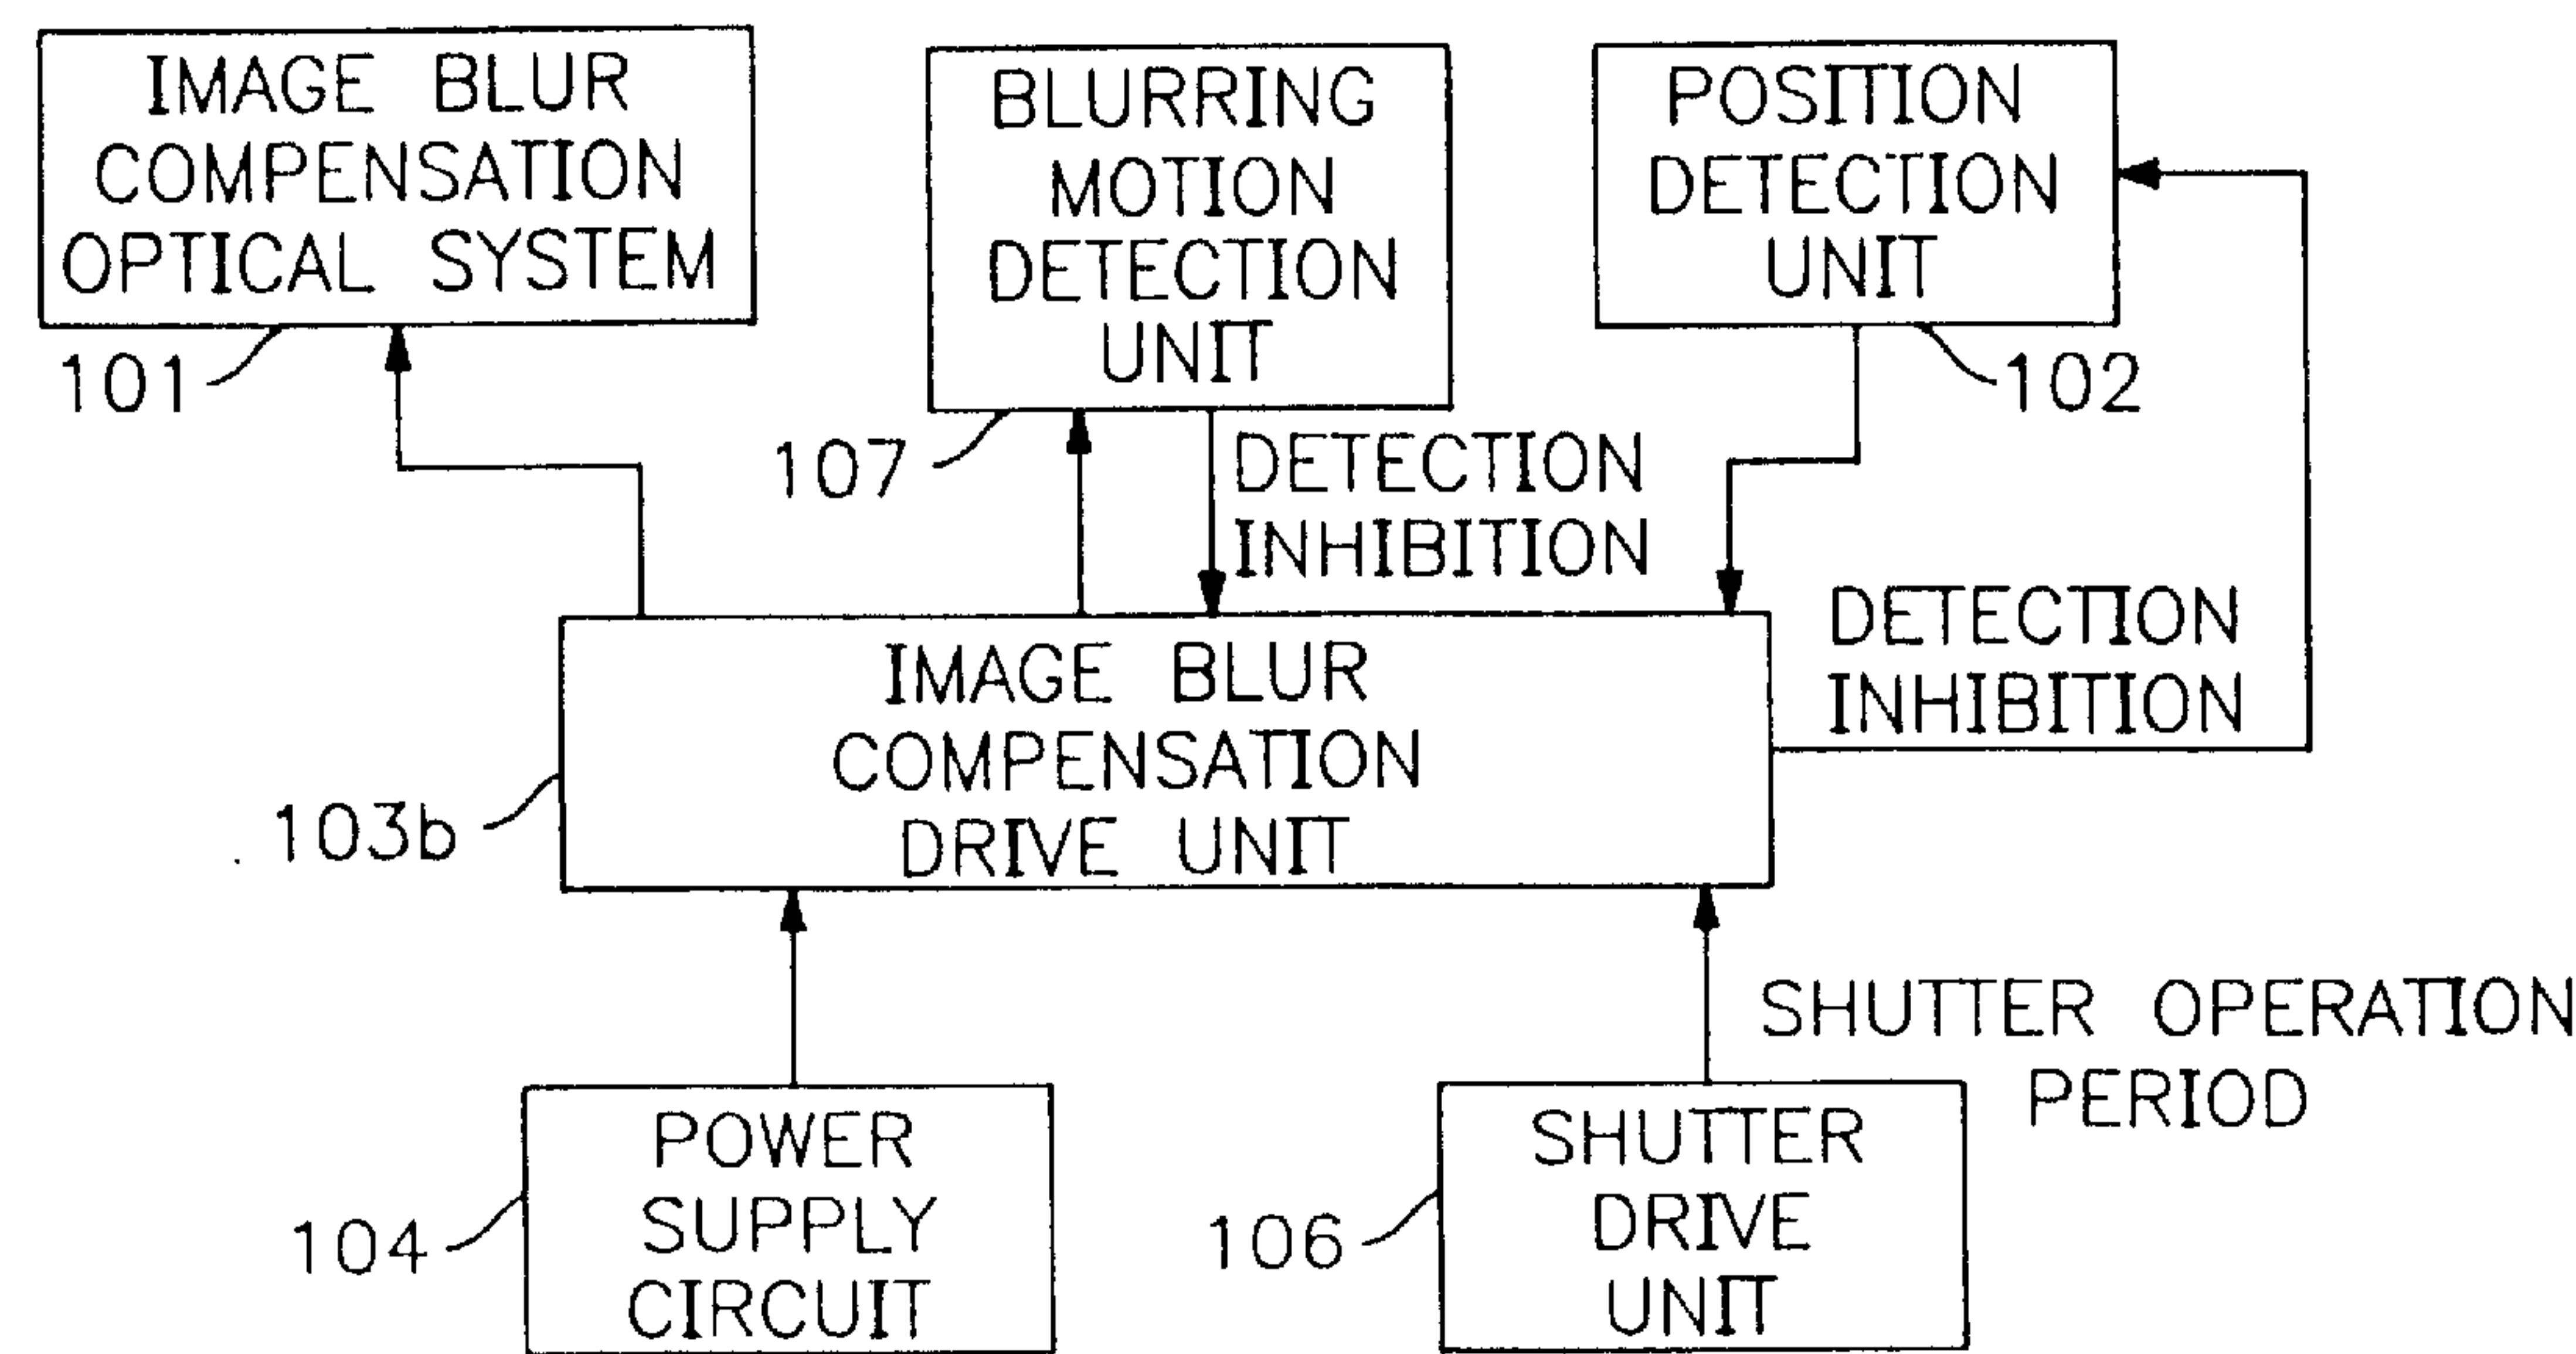 IMAGE BLUR
COMPENSATION
OPTICAL SYSTEM
101
BLURRING
MOTION
DETECTION
UNIT
107
POSITION
DETECTION
UNIT
102
DETECTION
INHIBITION
DETECTION
INHIBITION
IMAGE BLUR
COMPENSATION
DRIVE UNIT
103b
POWER
SUPPLY
CIRCUIT
104
SHUTTER
DRIVE
UNIT
106
SHUTTER OPERATION
PERIOD